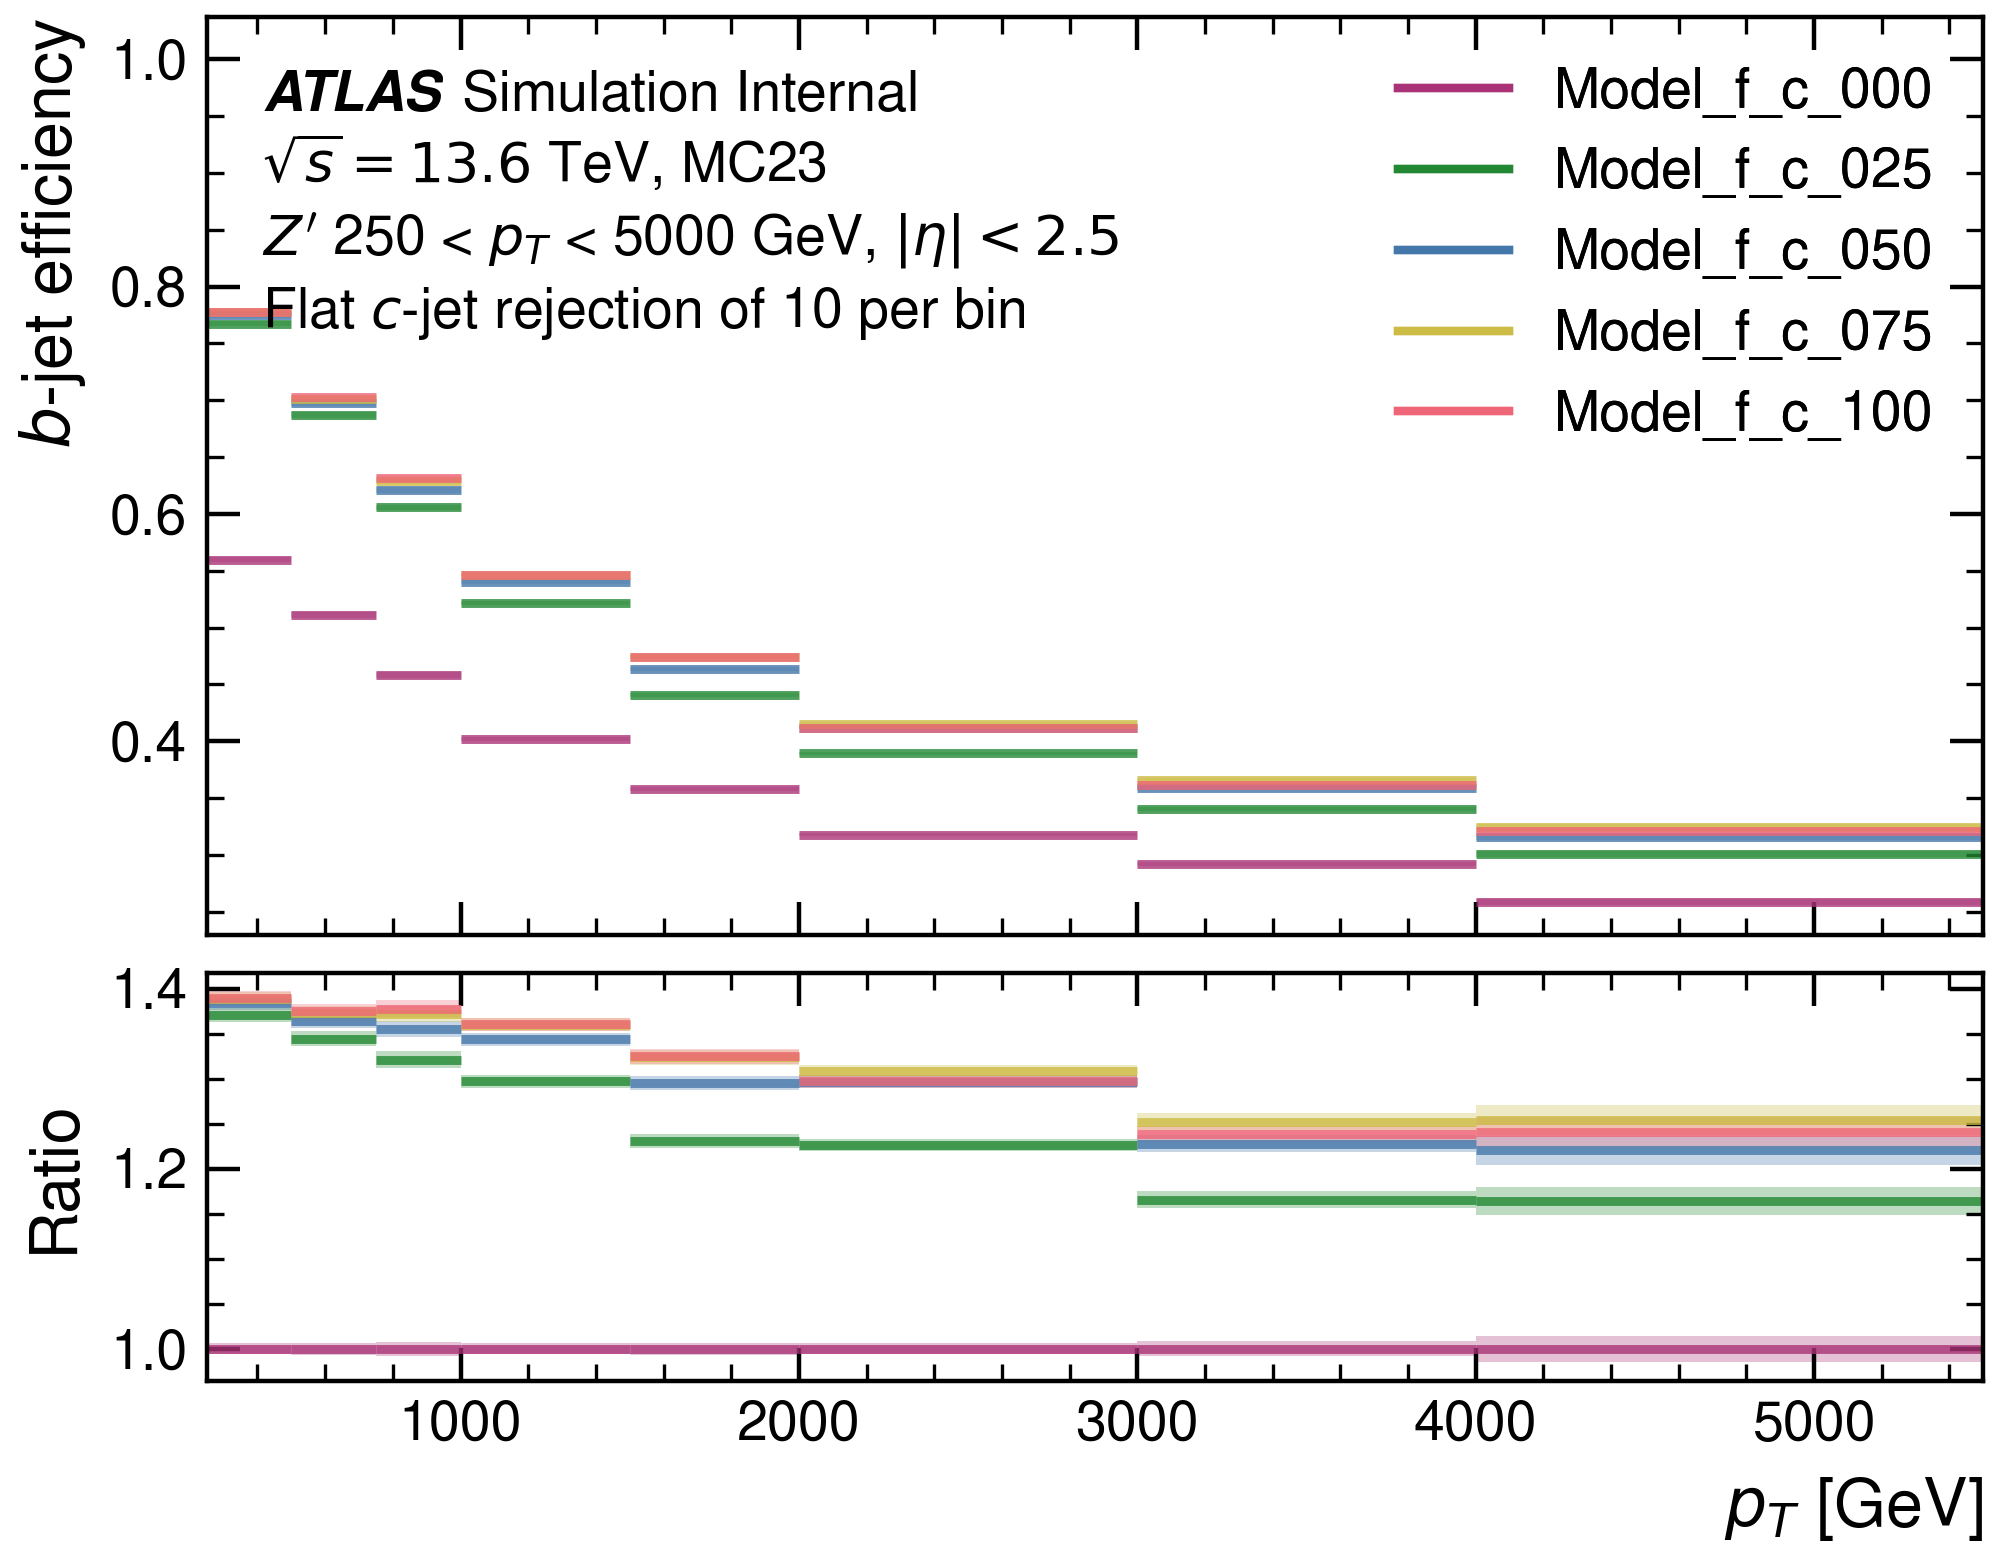 b-jet efficiency
1.0
0.8
0.6
0.4
ATLAS Simulation Internal
√s = 13.6 TeV, MC23
Z′ 250 < p_T < 5000 GeV, |η| < 2.5
Flat c-jet rejection of 10 per bin
Model_f_c_000
Model_f_c_025
Model_f_c_050
Model_f_c_075
Model_f_c_100
Ratio
1.4
1.2
1.0
1000 2000 3000 4000 5000
p_T [GeV]